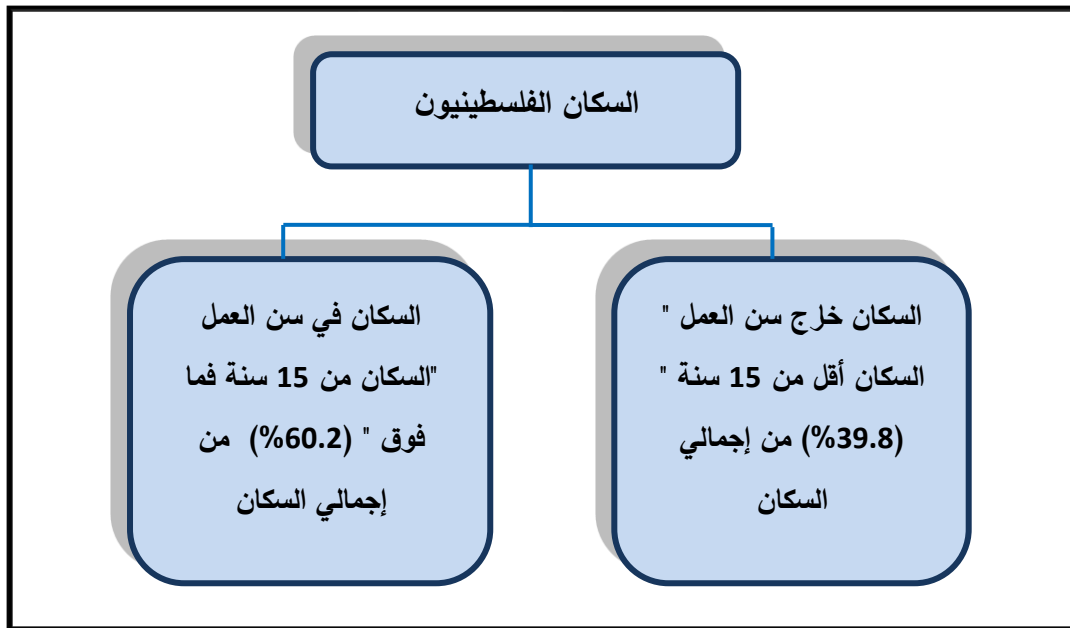 السكان الفلسطينيون
السكان خارج سن العمل "
السكان أقل من 15 سنة "
(39.8%) من إجمالي
السكان
السكان في سن العمل
"السكان من 15 سنة فما
فوق " (60.2%) من
إجمالي السكان